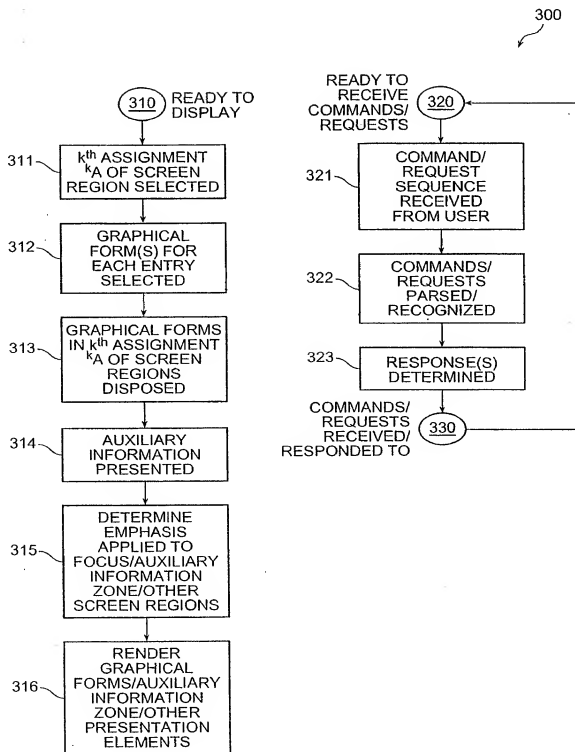 300
310
READY TO
DISPLAY
311
kth ASSIGNMENT
kA OF SCREEN
REGION SELECTED
312
GRAPHICAL
FORM(S) FOR
EACH ENTRY
SELECTED
313
GRAPHICAL FORMS
IN kth ASSIGNMENT
kA OF SCREEN
REGIONS
DISPOSED
314
AUXILIARY
INFORMATION
PRESENTED
315
DETERMINE
EMPHASIS
APPLIED TO
FOCUS/AUXILIARY
INFORMATION
ZONE/OTHER
SCREEN REGIONS
316
RENDER
GRAPHICAL
FORMS/AUXILIARY
INFORMATION
ZONE/OTHER
PRESENTATION
ELEMENTS
READY TO
RECEIVE
COMMANDS/
REQUESTS
320
321
COMMAND/
REQUEST
SEQUENCE
RECEIVED
FROM USER
322
COMMANDS/
REQUESTS
PARSED/
RECOGNIZED
323
RESPONSE(S)
DETERMINED
COMMANDS/
REQUESTS
RECEIVED/
RESPONDED TO
330